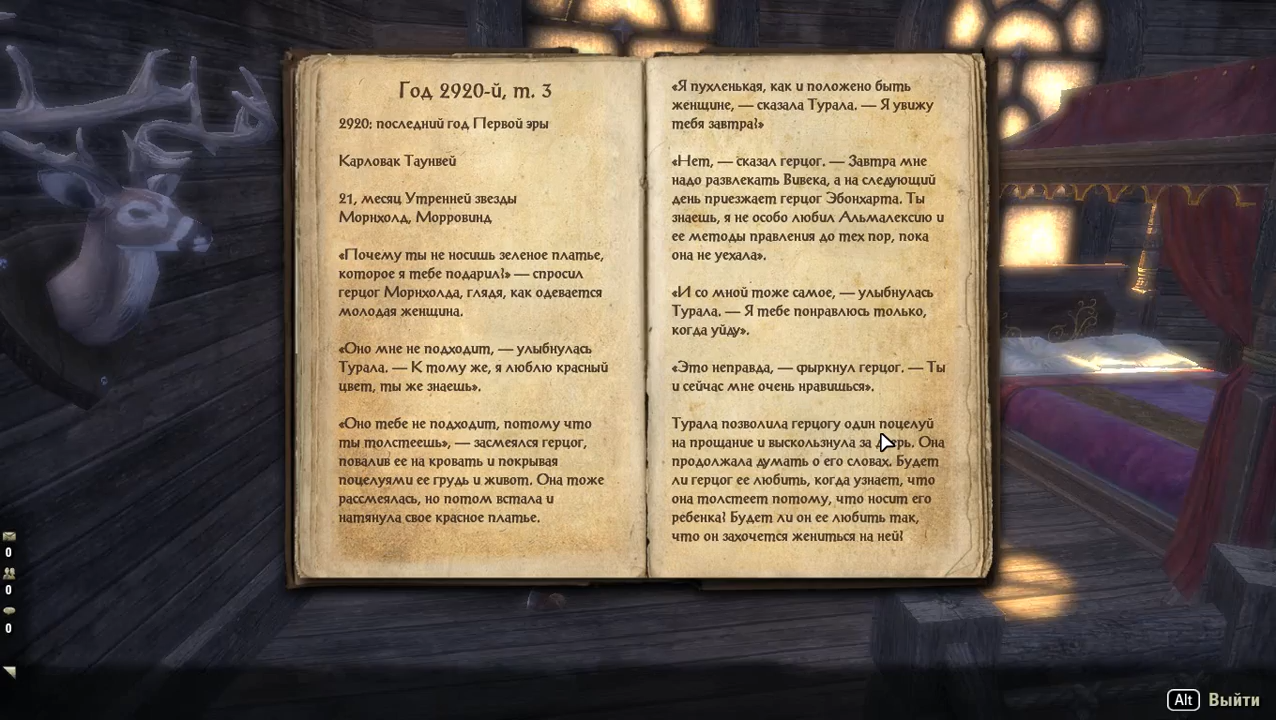 Год 2920-й, т. 3
2920: последний год Первой эры
Карловак Таунвей
21, месяц Утренней звезды
Морнхолд, Морровинд
«Почему ты не носишь зеленое платье,
которое я тебе подарил?» — спросил
герцог Морнхолда, глядя, как одевается
молодая женщина.
«Оно мне не подходит, — улыбнулась
Турала. — К тому же, я люблю красный
цвет, ты же знаешь».
«Оно тебе не подходит, потому что
ты толстеешь», — засмеялся герцог,
повалив ее на кровать и покрывая
поцелуями ее грудь и живот. Она тоже
рассмеялась, но потом встала и
натянула свое красное платье.
«Я пухленькая, как и положено быть
женщине, — сказала Турала. — Я увижу
тебя завтра?»
«Нет, — сказал герцог. — Завтра мне
надо развлекать Вивека, а на следующий
день приезжает герцог Эбонхарта. Ты
знаешь, я не особо любил Альмалексию и
ее методы правления до тех пор, пока
она не уехала».
«И со мной тоже самое, — улыбнулась
Турала. — Я тебе понравлюсь только,
когда уйду».
«Это неправда, — фыркнул герцог. — Ты
и сейчас мне очень нравишься».
Турала позволила герцогу один поцелуй
на прощание и выскользнула за дверь. Она
продолжала думать о его словах. Будет
ли герцог ее любить, когда узнает, что
она толстеет потому, что носит его
ребенка? Будет ли он ее любить так,
что он захочется жениться на ней?
0
0
0
Alt Выйти